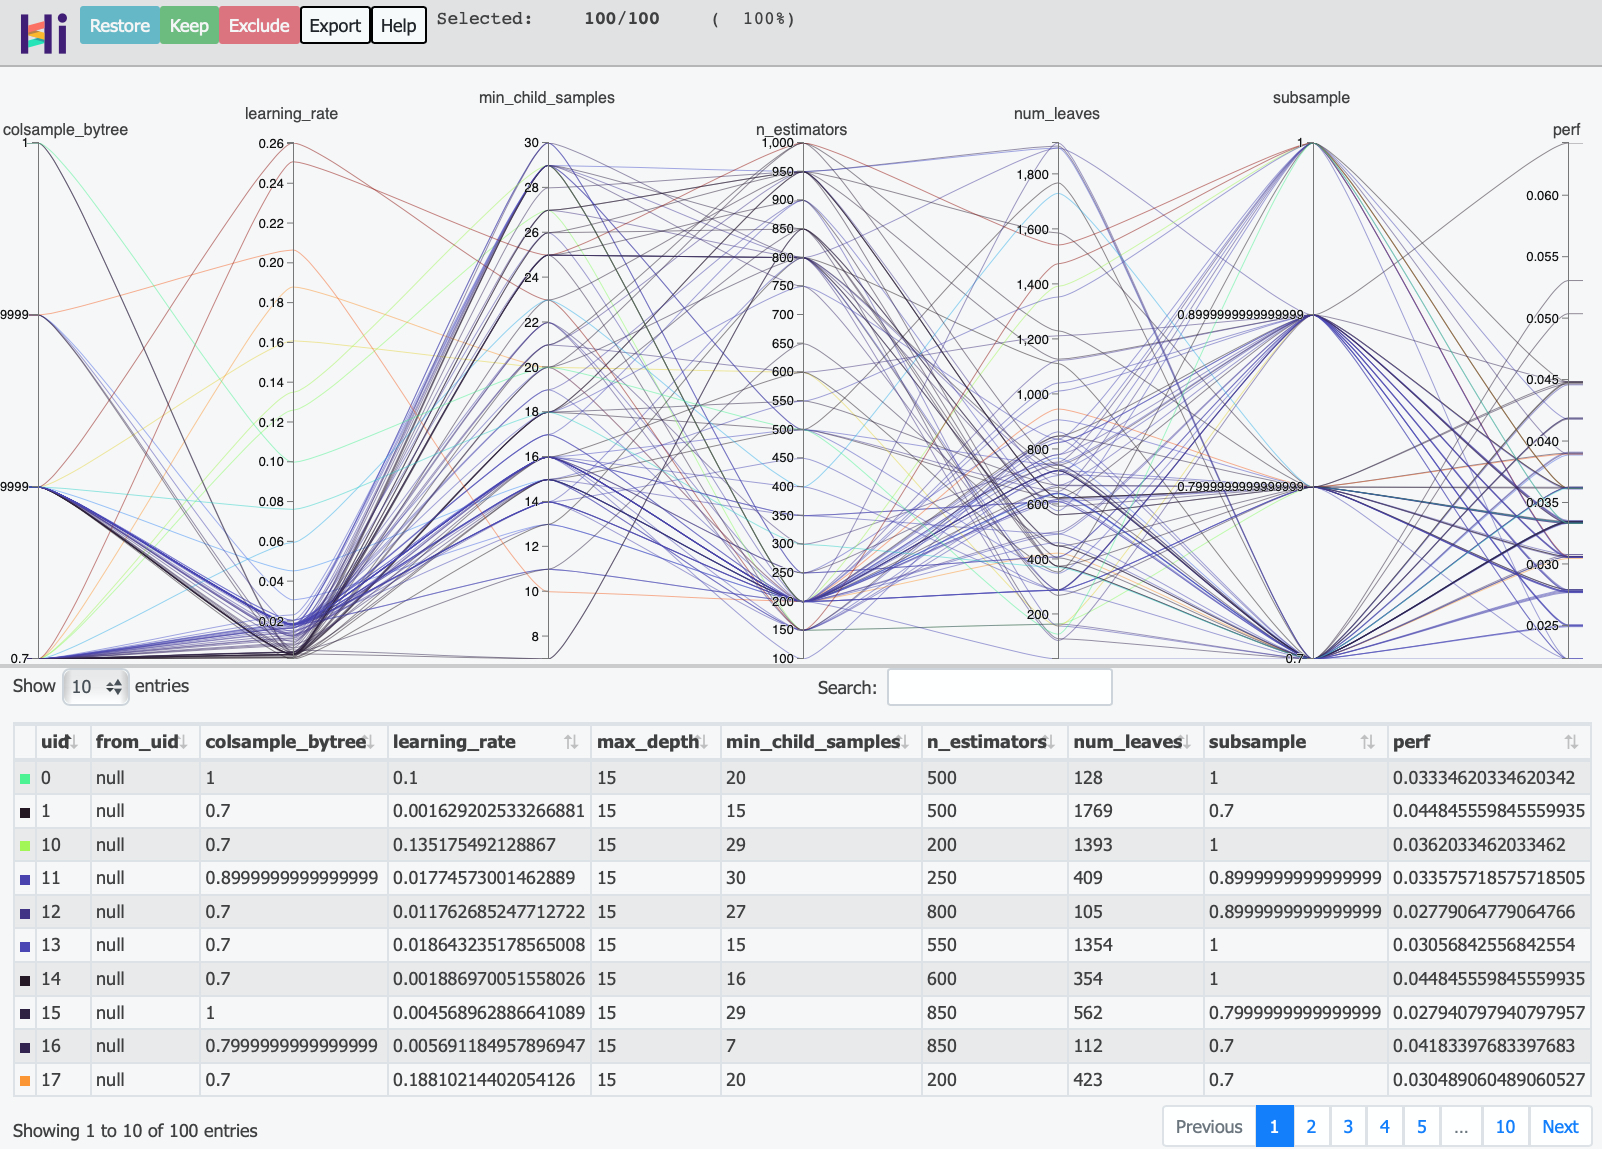 Hi Restore Keep Exclude Export Help Selected: 100/100 ( 100%)
min_child_samples subsample
learning_rate num_leaves
colsample_bytree n_estimators perf
1 0.26 30 1,000 1
950
1,800
0.24 28 900 0.060
0.22 26 850 1,600
0.20 800 0.055
24 750 1,400
0.18
9999 22 700 0.8999999999999999 0.050
0.16 650 1,200
20 600
0.14 0.045
550 1,000
0.12 18
500 0.040
0.10 16 450 800
9999 400 0.7999999999999999
0.08 14 350 600 0.035
0.06 12 300
250 400 0.030
0.04 10 200
0.02 150 200 0.025
8
0.7 100 0.7
Show 10 entries Search:
uid from_uid colsample_bytree learning_rate max_depth min_child_samples n_estimators num_leaves subsample perf
0 null 1 0.1 15 20 500 128 1 0.03334620334620342
1 null 0.7 0.001629202533266881 15 15 500 1769 0.7 0.044845559845559935
10 null 0.7 0.135175492128867 15 29 200 1393 1 0.0362033462033462
11 null 0.8999999999999999 0.01774573001462889 15 30 250 409 0.8999999999999999 0.033575718575718505
12 null 0.7 0.011762685247712722 15 27 800 105 0.8999999999999999 0.02779064779064766
13 null 0.7 0.018643235178565008 15 15 550 1354 1 0.03056842556842554
14 null 0.7 0.001886970051558026 15 16 600 354 1 0.044845559845559935
15 null 1 0.004568962886641089 15 29 850 562 0.7999999999999999 0.027940797940797957
16 null 0.7999999999999999 0.005691184957896947 15 7 850 112 0.7 0.04183397683397683
17 null 0.7 0.18810214402054126 15 20 200 423 0.7 0.030489060489060527
Showing 1 to 10 of 100 entries Previous 1 2 3 4 5 ... 10 Next